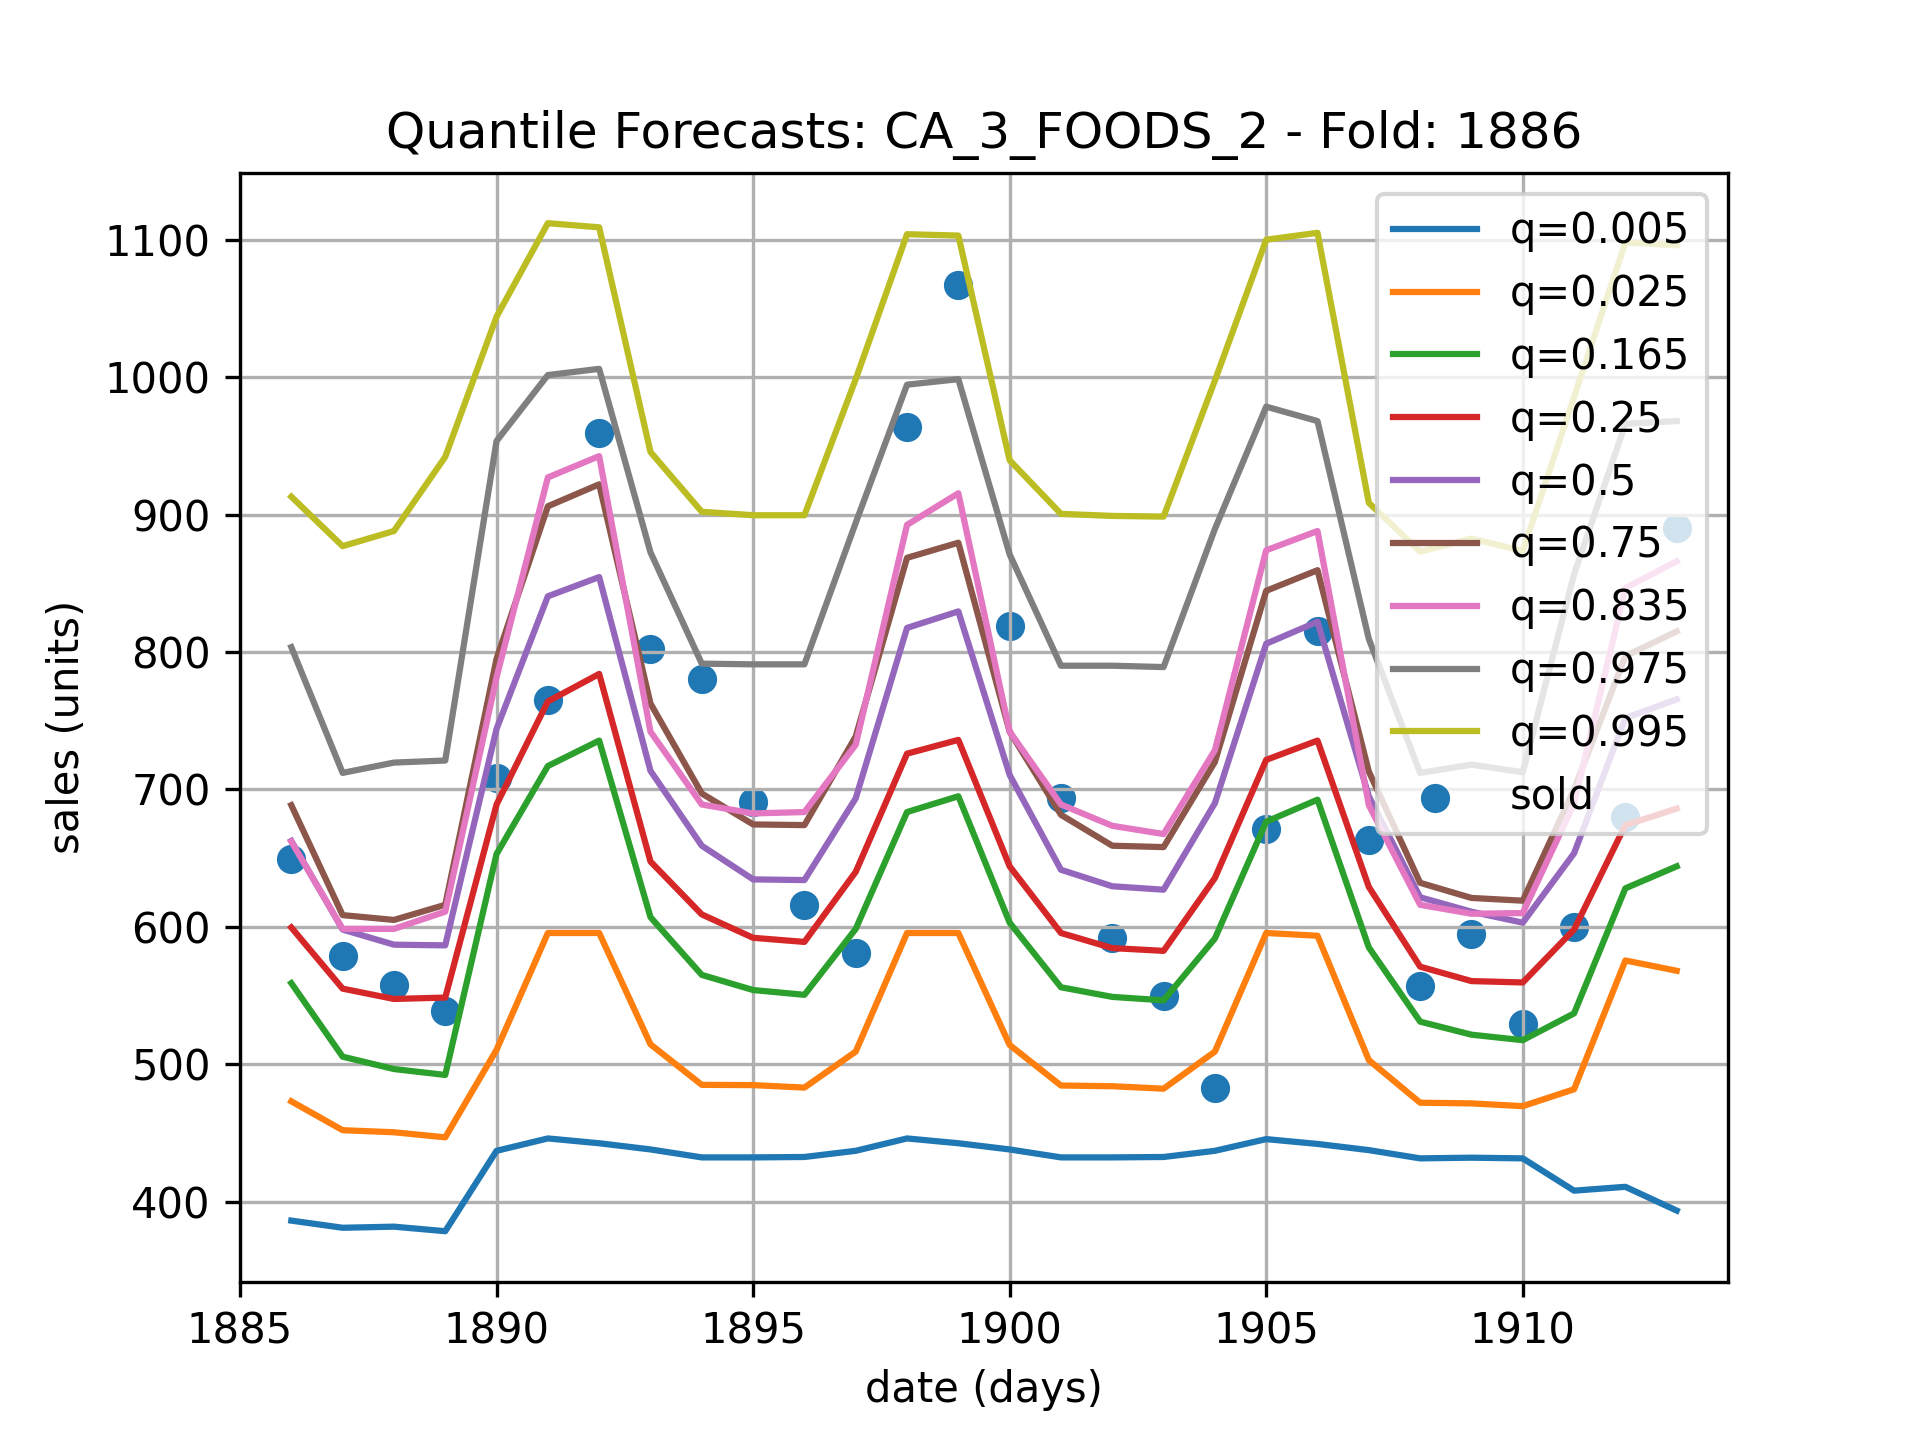 Quantile Forecasts: CA_3_FOODS_2 - Fold: 1886
1100
1000
900
800
700
600
500
400
sales (units)
q=0.005
q=0.025
q=0.165
q=0.25
q=0.5
q=0.75
q=0.835
q=0.975
q=0.995
sold
1885
1890
1895
1900
1905
1910
date (days)